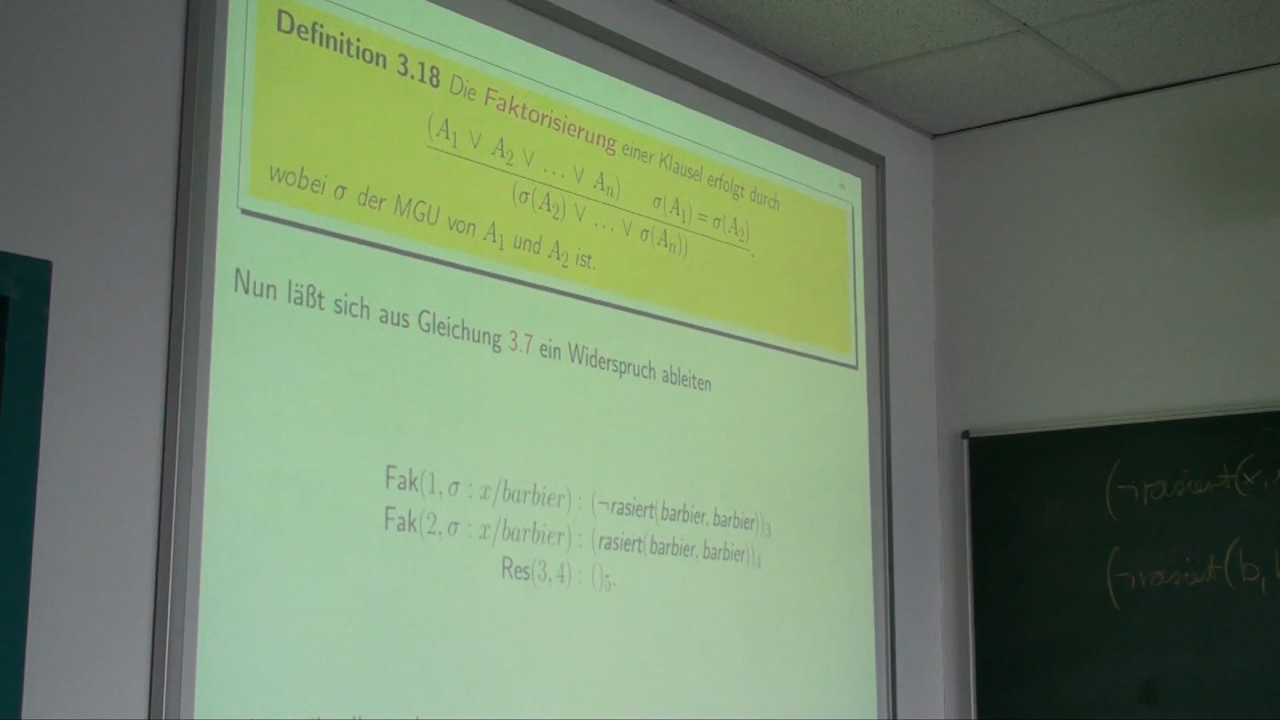 Definition 3.18 Die Faktorisierung einer Klausel erfolgt durch
(A₁ ∨ A₂ ∨ … ∨ Aₙ) σ(A₁) = σ(A₂)
(σ(A₂) ∨ … ∨ σ(Aₙ)) ,
wobei σ der MGU von A₁ und A₂ ist.
Nun läßt sich aus Gleichung 3.7 ein Widerspruch ableiten
Fak(1, σ : x/barbier) : (¬rasiert(barbier, barbier))₃
Fak(2, σ : x/barbier) : (rasiert(barbier, barbier))₄
Res(3, 4) : ()₅.
(¬rasiert(x,
(¬rasiert(b,